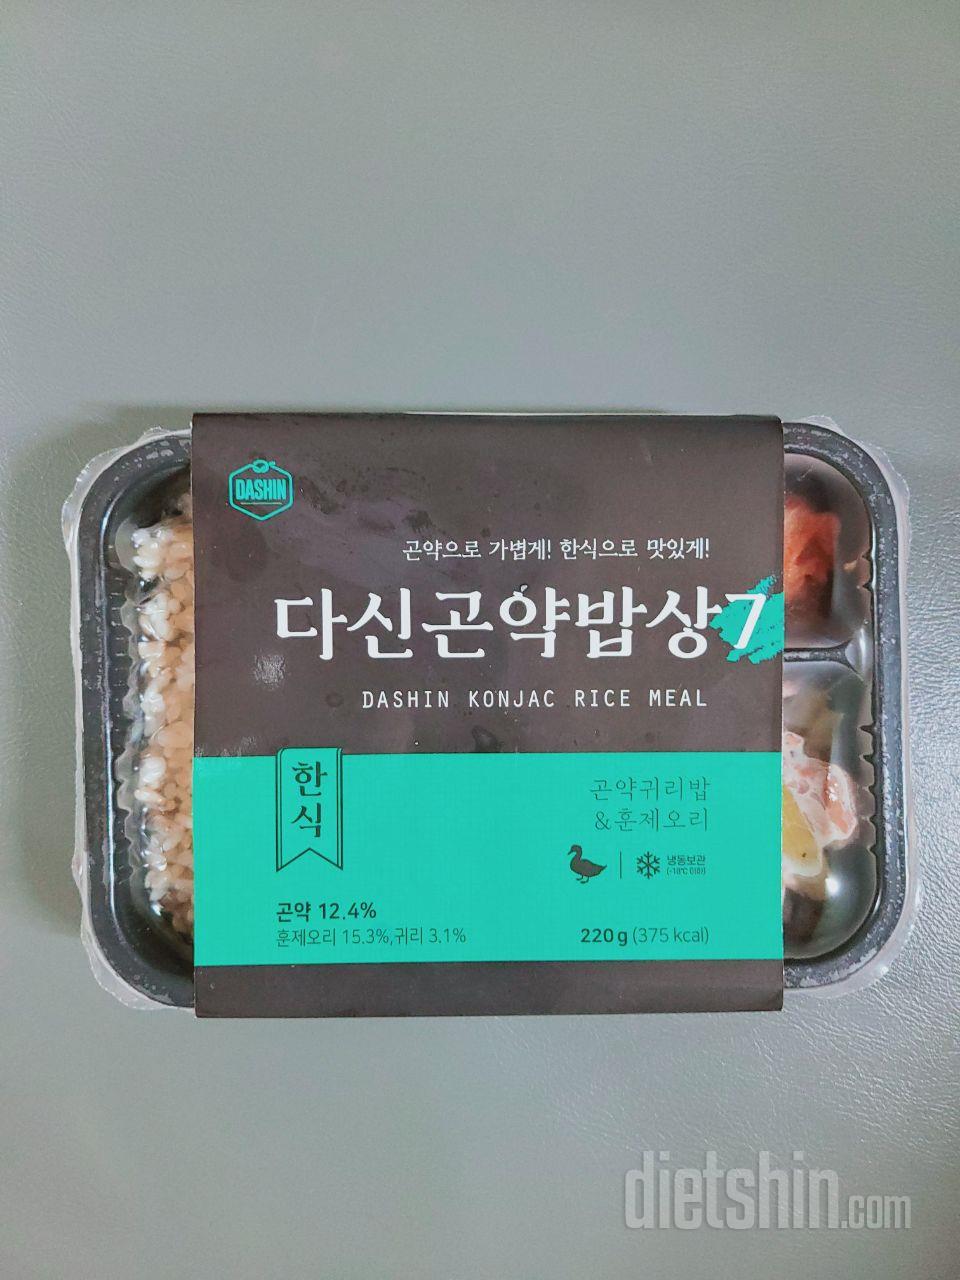 DASHIN
곤약으로 가볍게! 한식으로 맛있게!
다신곤약밥상7
DASHIN KONJAC RICE MEAL
한식
곤약귀리밥
&훈제오리
냉동보관
(-18℃ 이하)
곤약 12.4%
훈제오리 15.3%,귀리 3.1%
220g (375 kcal)
dietshin.com